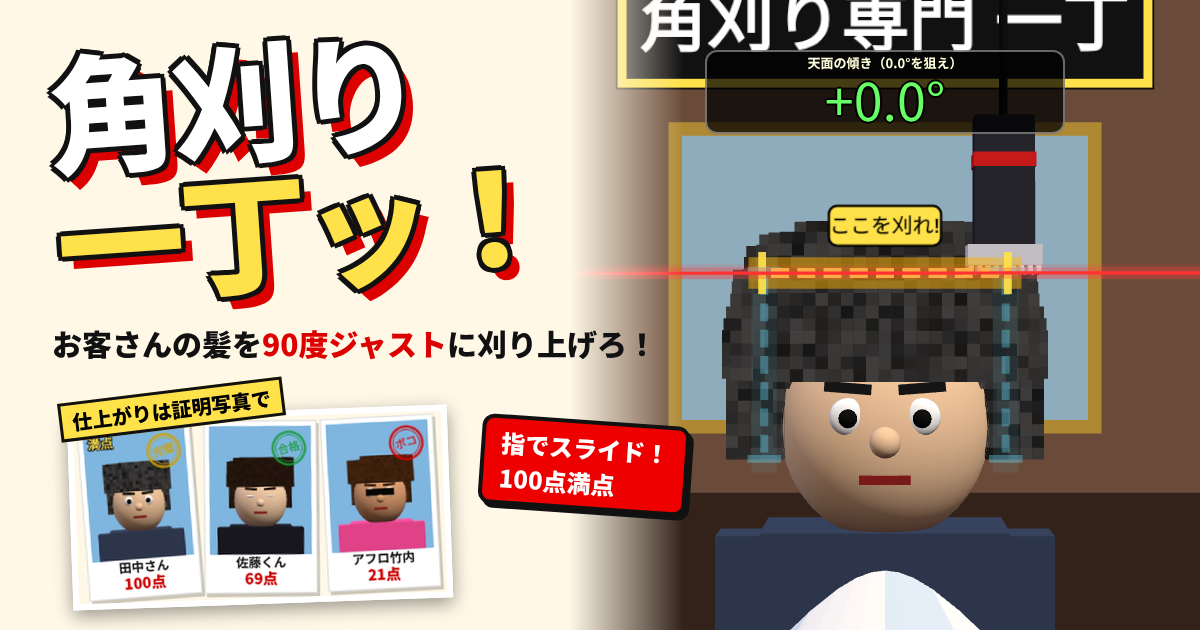 角刈り
一丁ッ！
お客さんの髪を90度ジャストに刈り上げろ！
仕上がりは証明写真で
満点
合格
ボコ
田中さん
100点
佐藤くん
69点
アフロ竹内
21点
指でスライド！
100点満点
角刈り専門 一丁
天面の傾き（0.0°を狙え）
+0.0°
ここを刈れ!